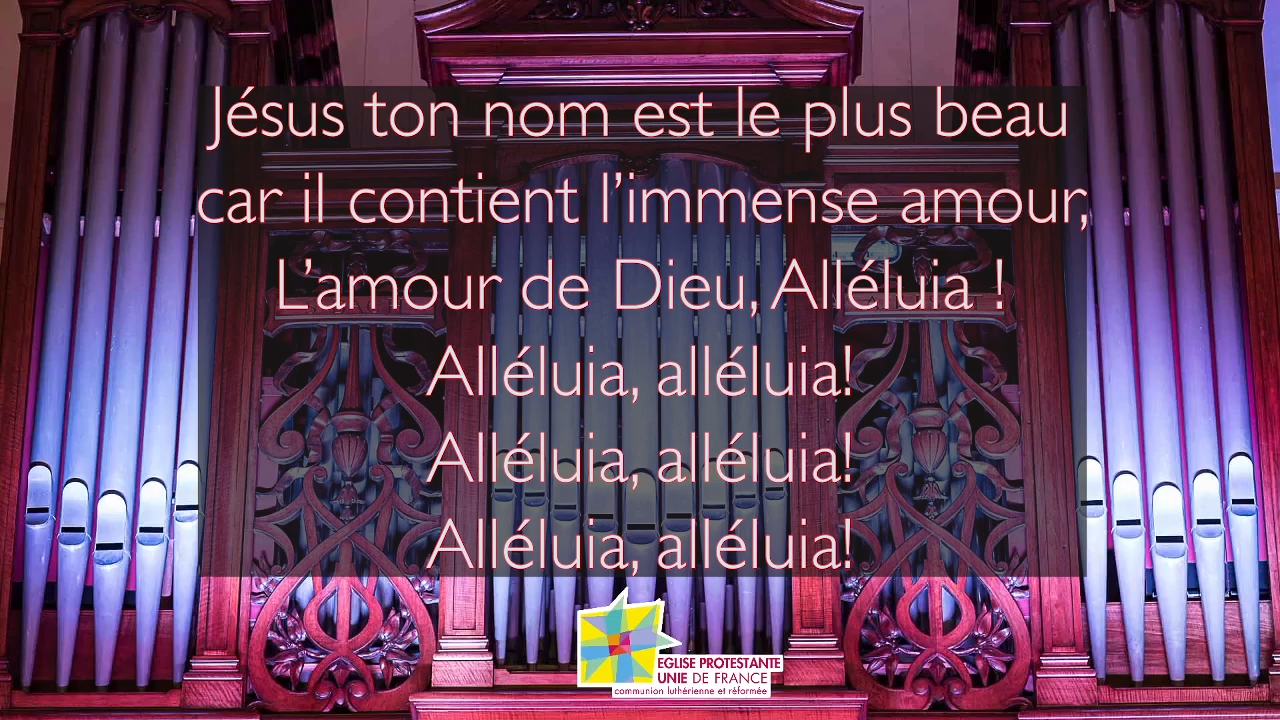 Jésus ton nom est le plus beau
car il contient l'immense amour,
L'amour de Dieu, Alléluia !
Alléluia, alléluia!
Alléluia, alléluia!
Alléluia, alléluia!
EGLISE PROTESTANTE
UNIE DE FRANCE
communion luthérienne et réformée